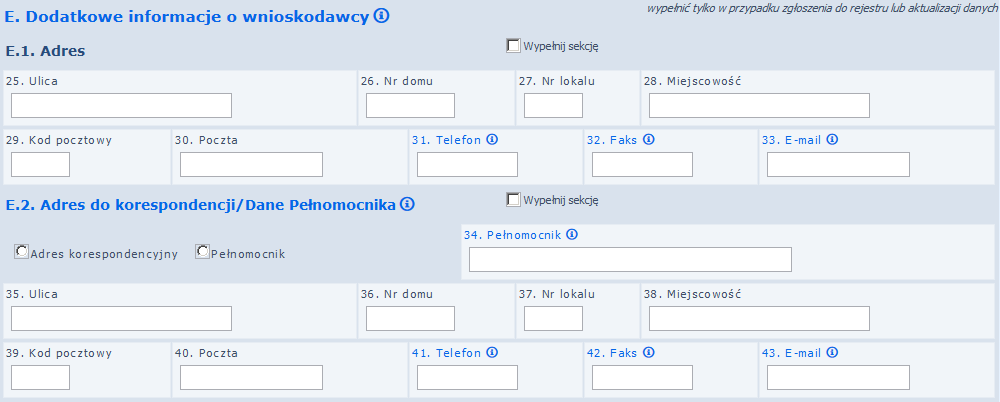 E. Dodatkowe informacje o wnioskodawcy
wypełnić tylko w przypadku zgłoszenia do rejestru lub aktualizacji danych
E.1. Adres
Wypełnij sekcję
25. Ulica 26. Nr domu 27. Nr lokalu 28. Miejscowość
29. Kod pocztowy 30. Poczta 31. Telefon 32. Faks 33. E-mail
E.2. Adres do korespondencji/Dane Pełnomocnika
Wypełnij sekcję
34. Pełnomocnik
Adres korespondencyjny Pełnomocnik
35. Ulica 36. Nr domu 37. Nr lokalu 38. Miejscowość
39. Kod pocztowy 40. Poczta 41. Telefon 42. Faks 43. E-mail